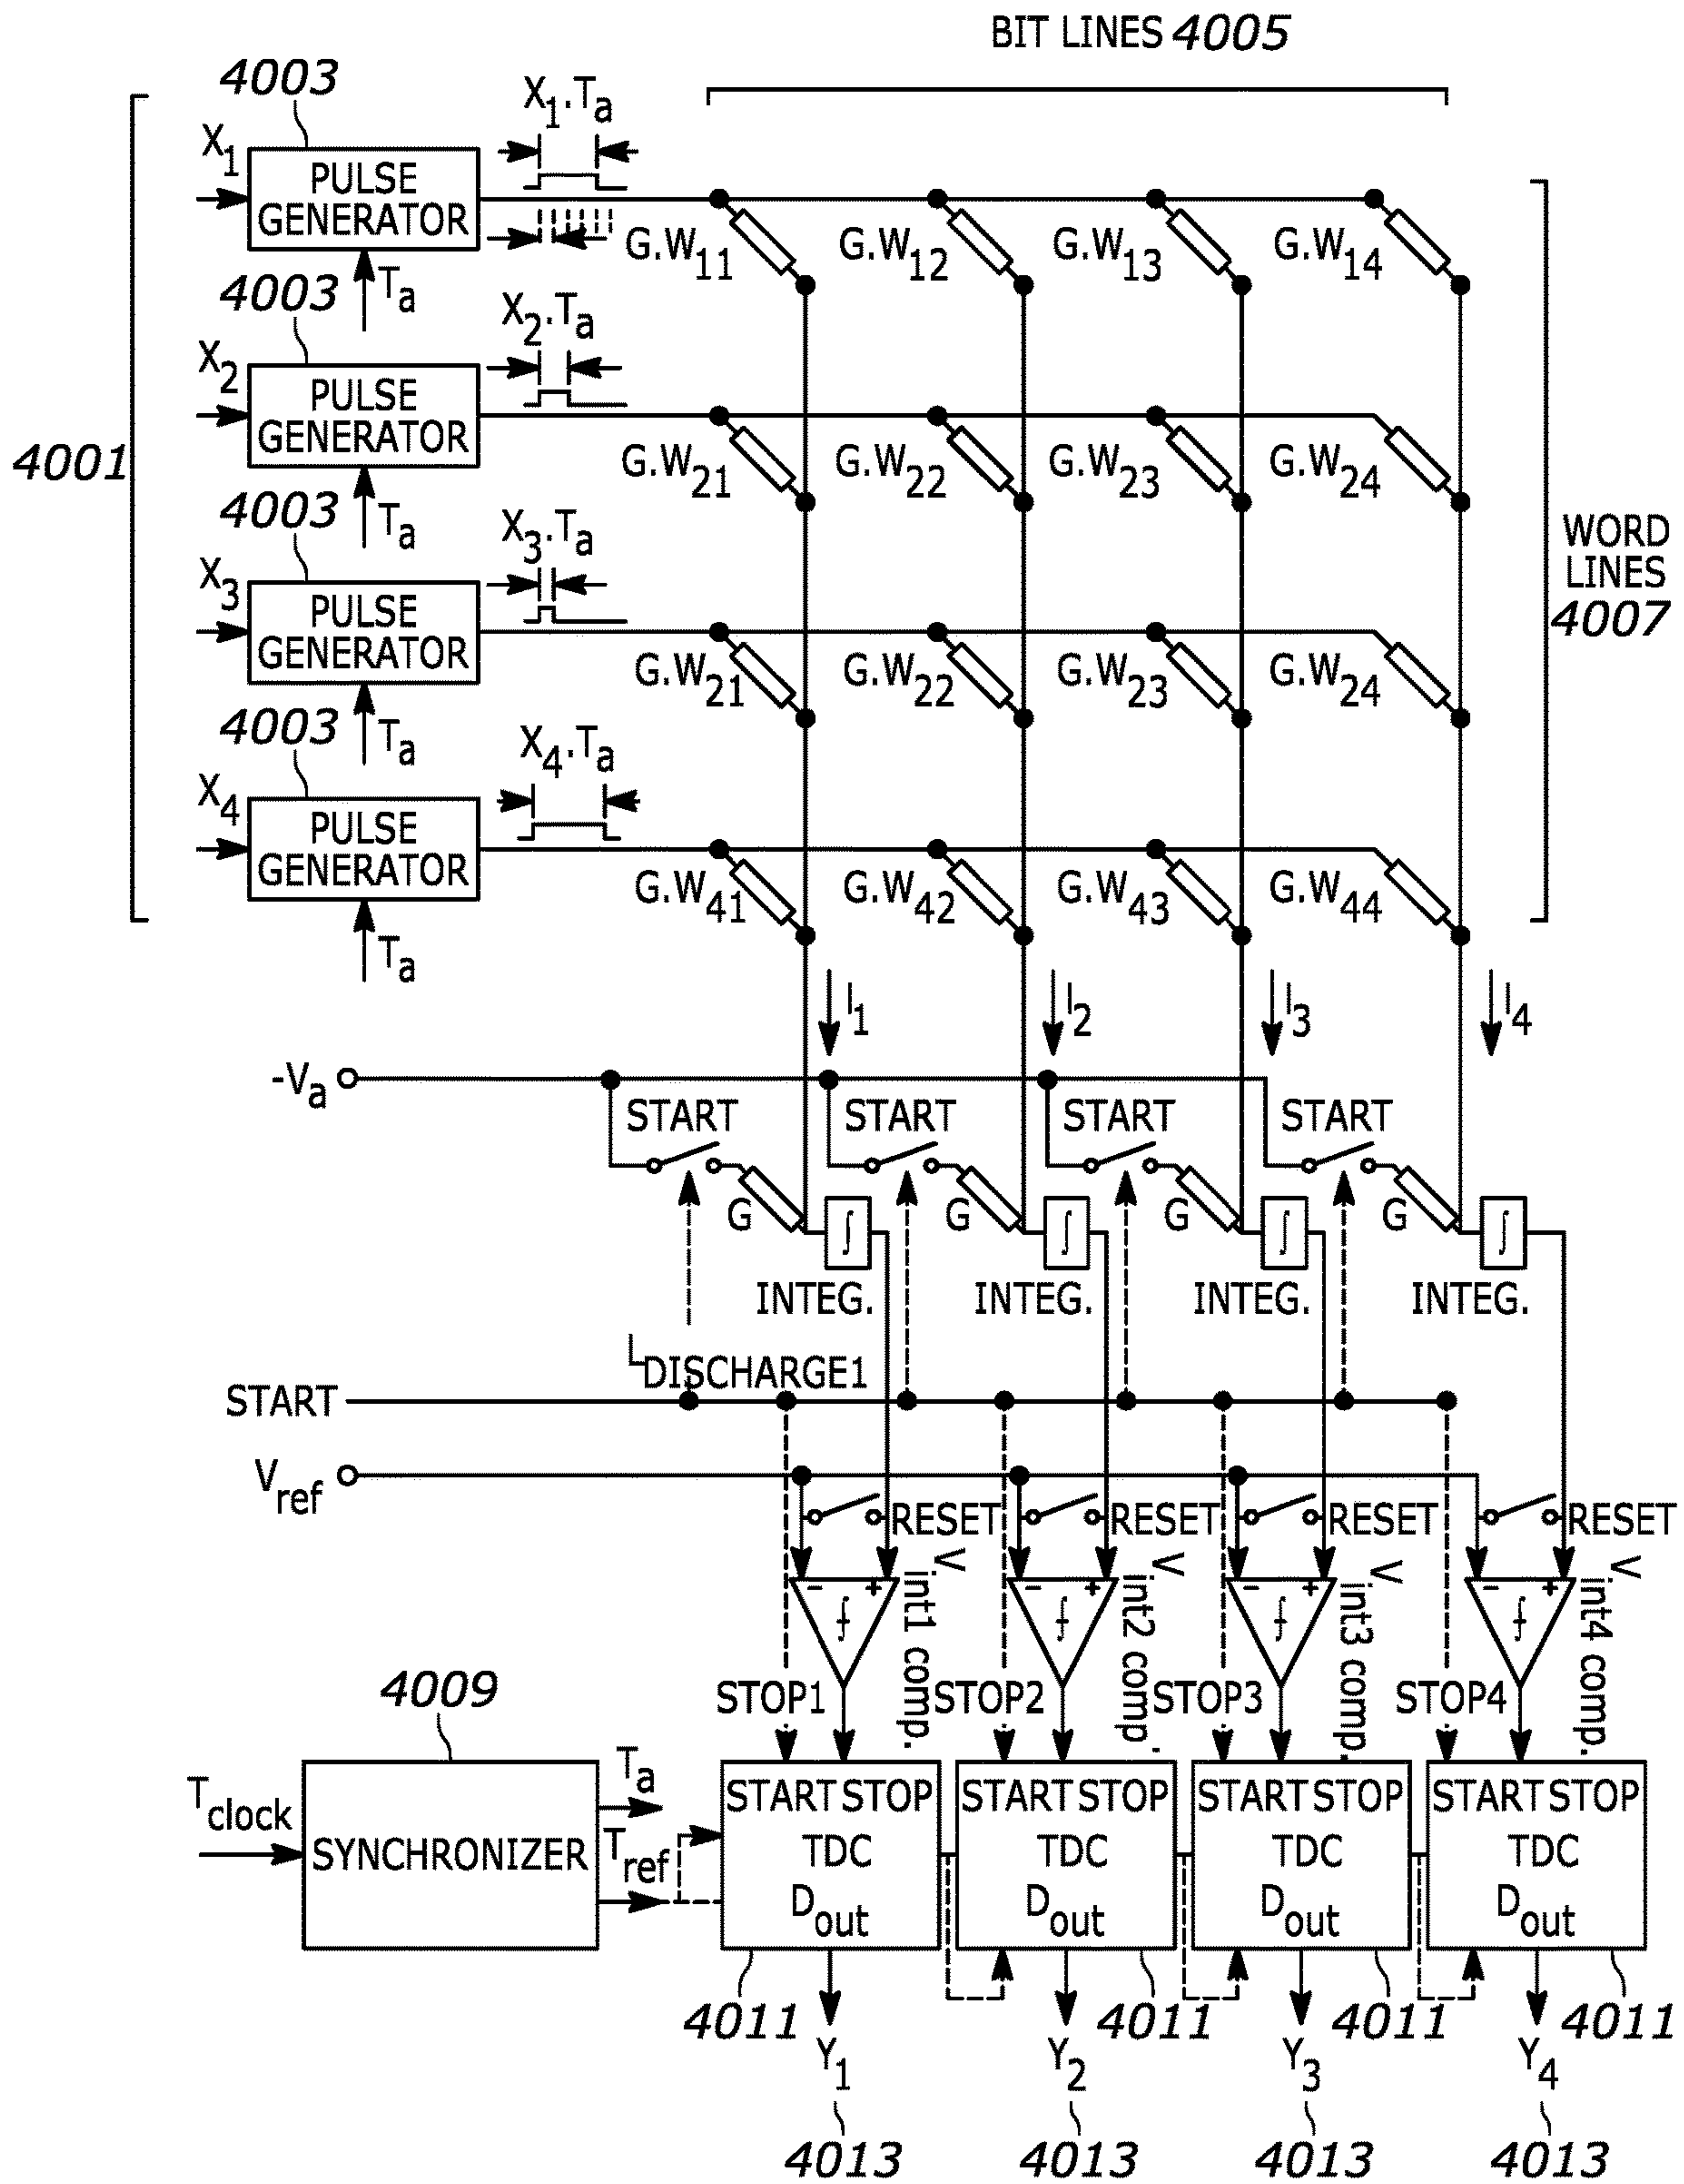 BIT LINES 4005
4003
X1.Ta
X1
PULSE GENERATOR
G.W11
G.W12
G.W13
G.W14
Ta
4003
X2.Ta
X2
PULSE GENERATOR
4001
G.W21
G.W22
G.W23
G.W24
Ta
4003
X3.Ta
WORD LINES 4007
X3
PULSE GENERATOR
G.W21
G.W22
G.W23
G.W24
Ta
4003
X4.Ta
X4
PULSE GENERATOR
G.W41
G.W42
G.W43
G.W44
Ta
I1
I2
I3
I4
-Va
START
START
START
START
G
∫
G
∫
G
∫
G
∫
INTEG.
INTEG.
INTEG.
INTEG.
LDISCHARGE1
START
Vref
RESET
RESET
RESET
RESET
- +
- +
- +
- +
Vint1 comp.
Vint2 comp.
Vint3 comp.
Vint4 comp.
STOP1
STOP2
STOP3
STOP4
4009
Tclock
SYNCHRONIZER
Ta
Tref
START STOP
TDC
Dout
START STOP
TDC
Dout
START STOP
TDC
Dout
START STOP
TDC
Dout
4011
4011
4011
4011
Y1
Y2
Y3
Y4
4013
4013
4013
4013